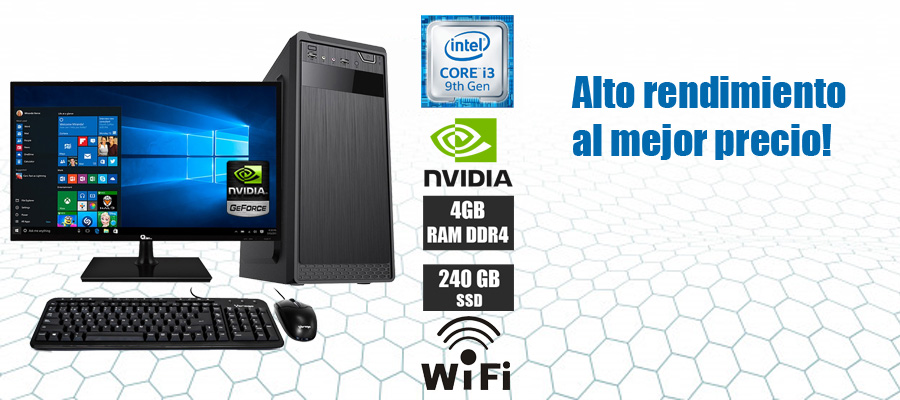 intel
CORE™ i3
9th Gen
Alto rendimiento
al mejor precio!
NVIDIA
4GB
RAM DDR4
240 GB
SSD
WiFi
NVIDIA
GEFORCE